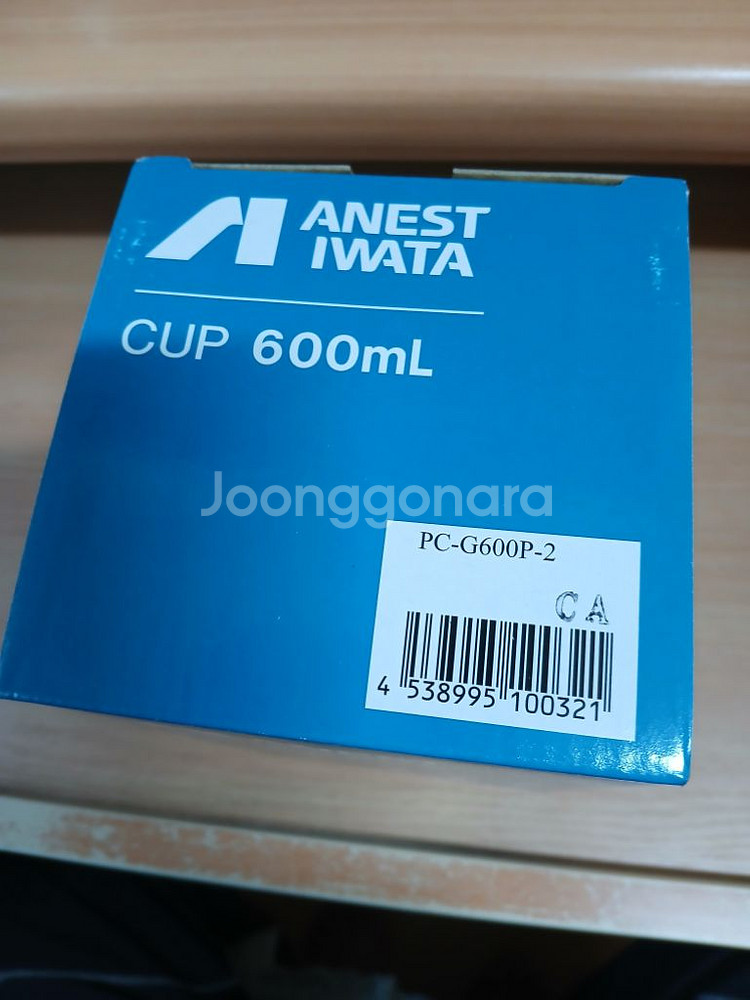 ANEST
IWATA
CUP 600mL
Joonggonara
PC-G600P-2
CA
4 538995 100321